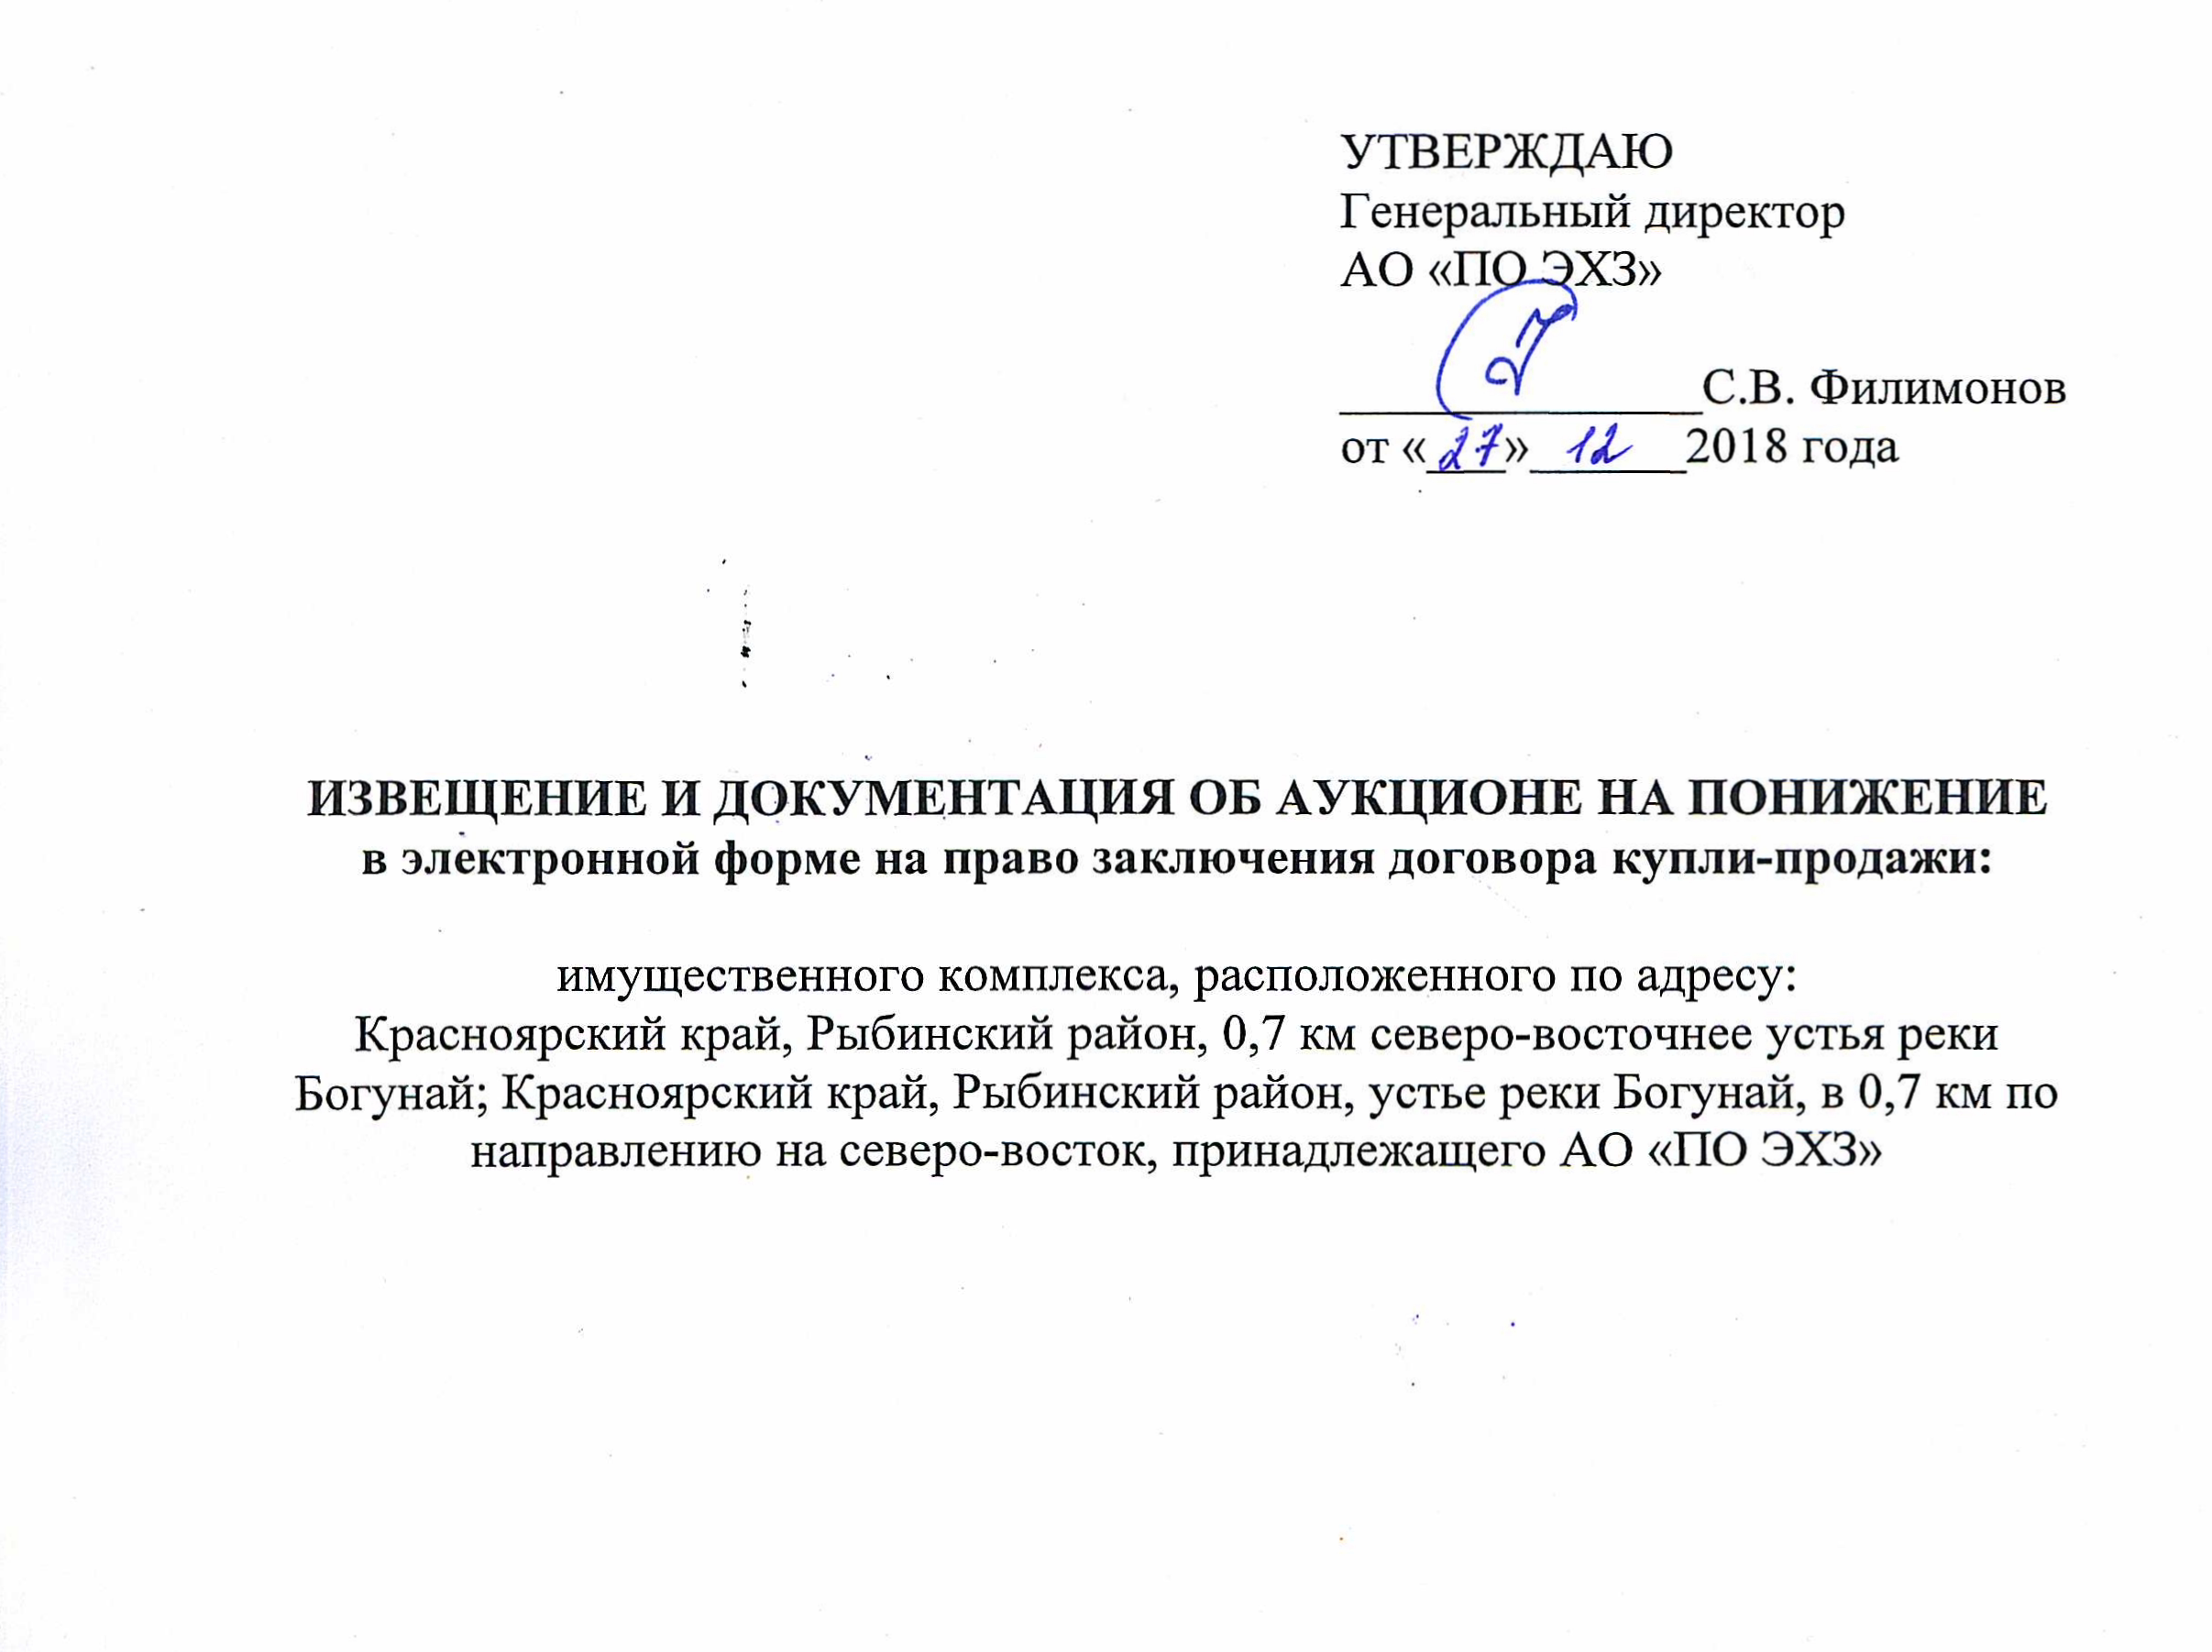 УТВЕРЖДАЮ
Генеральный директор
АО «ПО ЭХЗ»
С.В. Филимонов
от «27» 12 2018 года
ИЗВЕЩЕНИЕ И ДОКУМЕНТАЦИЯ ОБ АУКЦИОНЕ НА ПОНИЖЕНИЕ
в электронной форме на право заключения договора купли-продажи:
имущественного комплекса, расположенного по адресу:
Красноярский край, Рыбинский район, 0,7 км северо-восточнее устья реки
Богунай; Красноярский край, Рыбинский район, устье реки Богунай, в 0,7 км по
направлению на северо-восток, принадлежащего АО «ПО ЭХЗ»